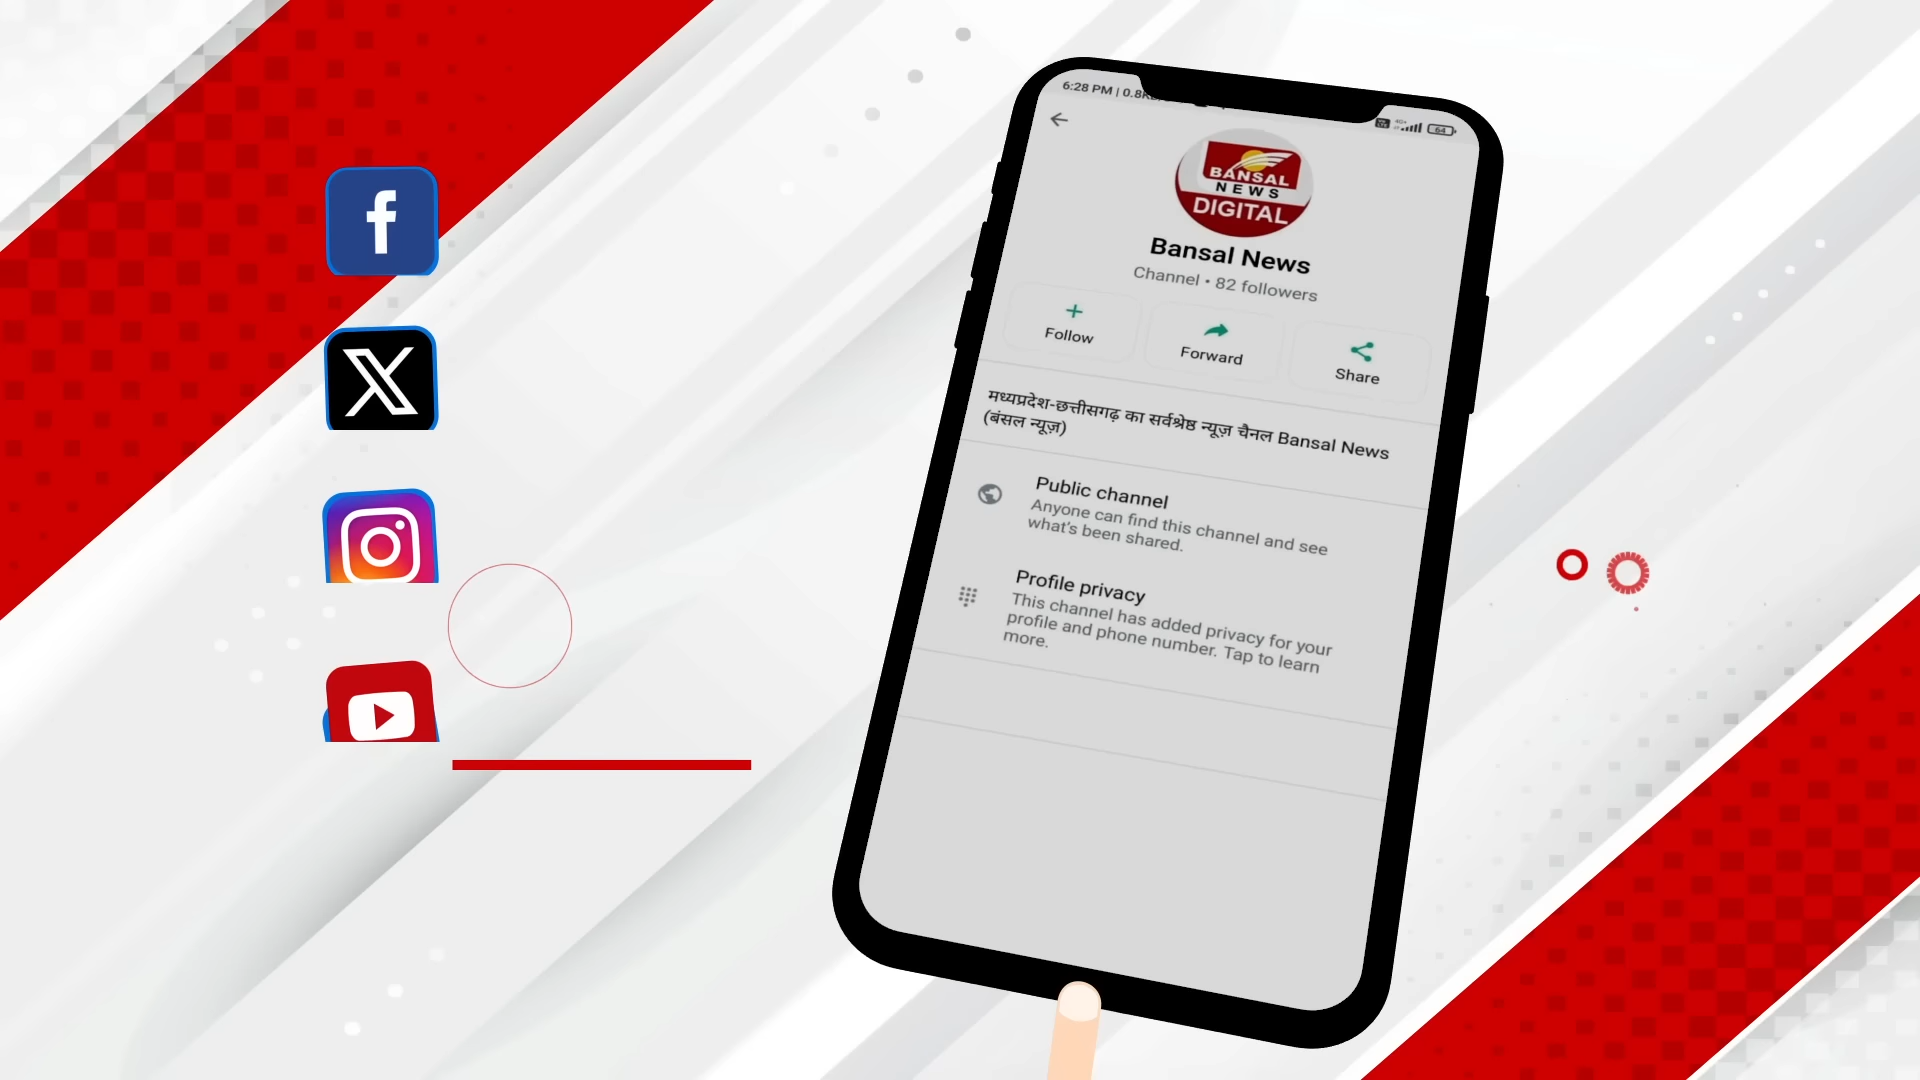 6:28 PM | 0.8K
64
BANSAL
NEWS
DIGITAL
Bansal News
Channel • 82 followers
Follow
Forward
Share
मध्यप्रदेश-छत्तीसगढ़ का सर्वश्रेष्ठ न्यूज़ चैनल Bansal News
(बंसल न्यूज़)
Public channel
Anyone can find this channel and see
what's been shared.
Profile privacy
This channel has added privacy for your
profile and phone number. Tap to learn
more.